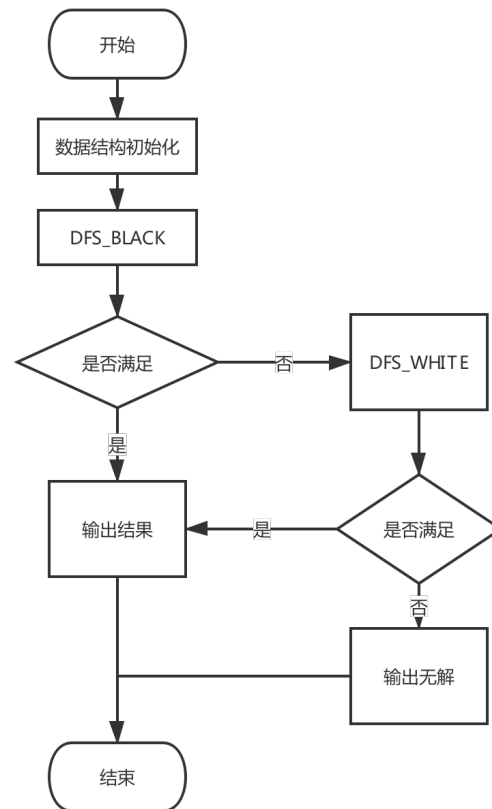 开始
数据结构初始化
DFS_BLACK
是否满足
否
DFS_WHITE
是
输出结果
是
是否满足
否
输出无解
结束